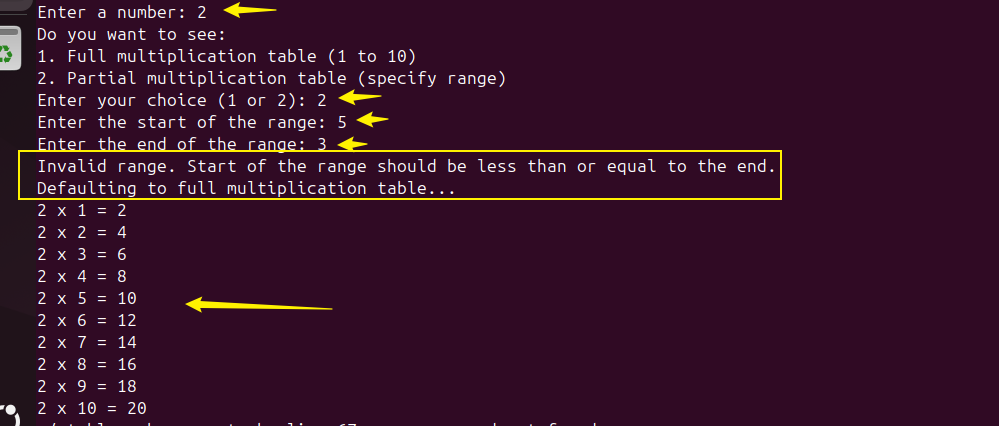 Enter a number: 2
Do you want to see:
1. Full multiplication table (1 to 10)
2. Partial multiplication table (specify range)
Enter your choice (1 or 2): 2
Enter the start of the range: 5
Enter the end of the range: 3
Invalid range. Start of the range should be less than or equal to the end.
Defaulting to full multiplication table...
2 x 1 = 2
2 x 2 = 4
2 x 3 = 6
2 x 4 = 8
2 x 5 = 10
2 x 6 = 12
2 x 7 = 14
2 x 8 = 16
2 x 9 = 18
2 x 10 = 20